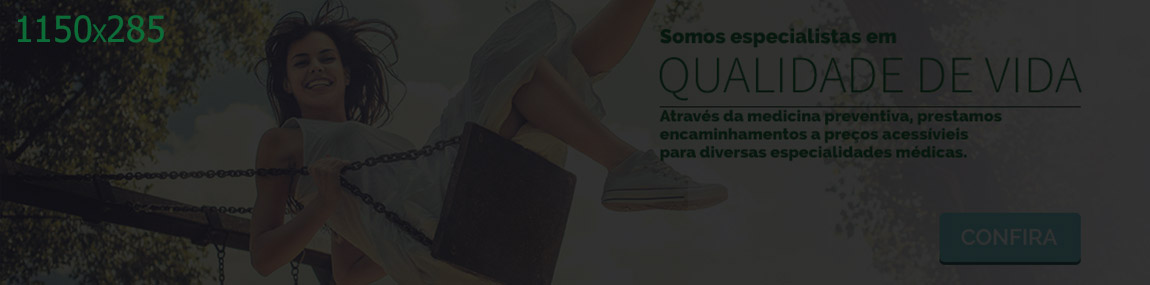 1150x285
Somos especialistas em
QUALIDADE DE VIDA
Através da medicina preventiva, prestamos
encaminhamentos a preços acessívieis
para diversas especialidades médicas.
CONFIRA